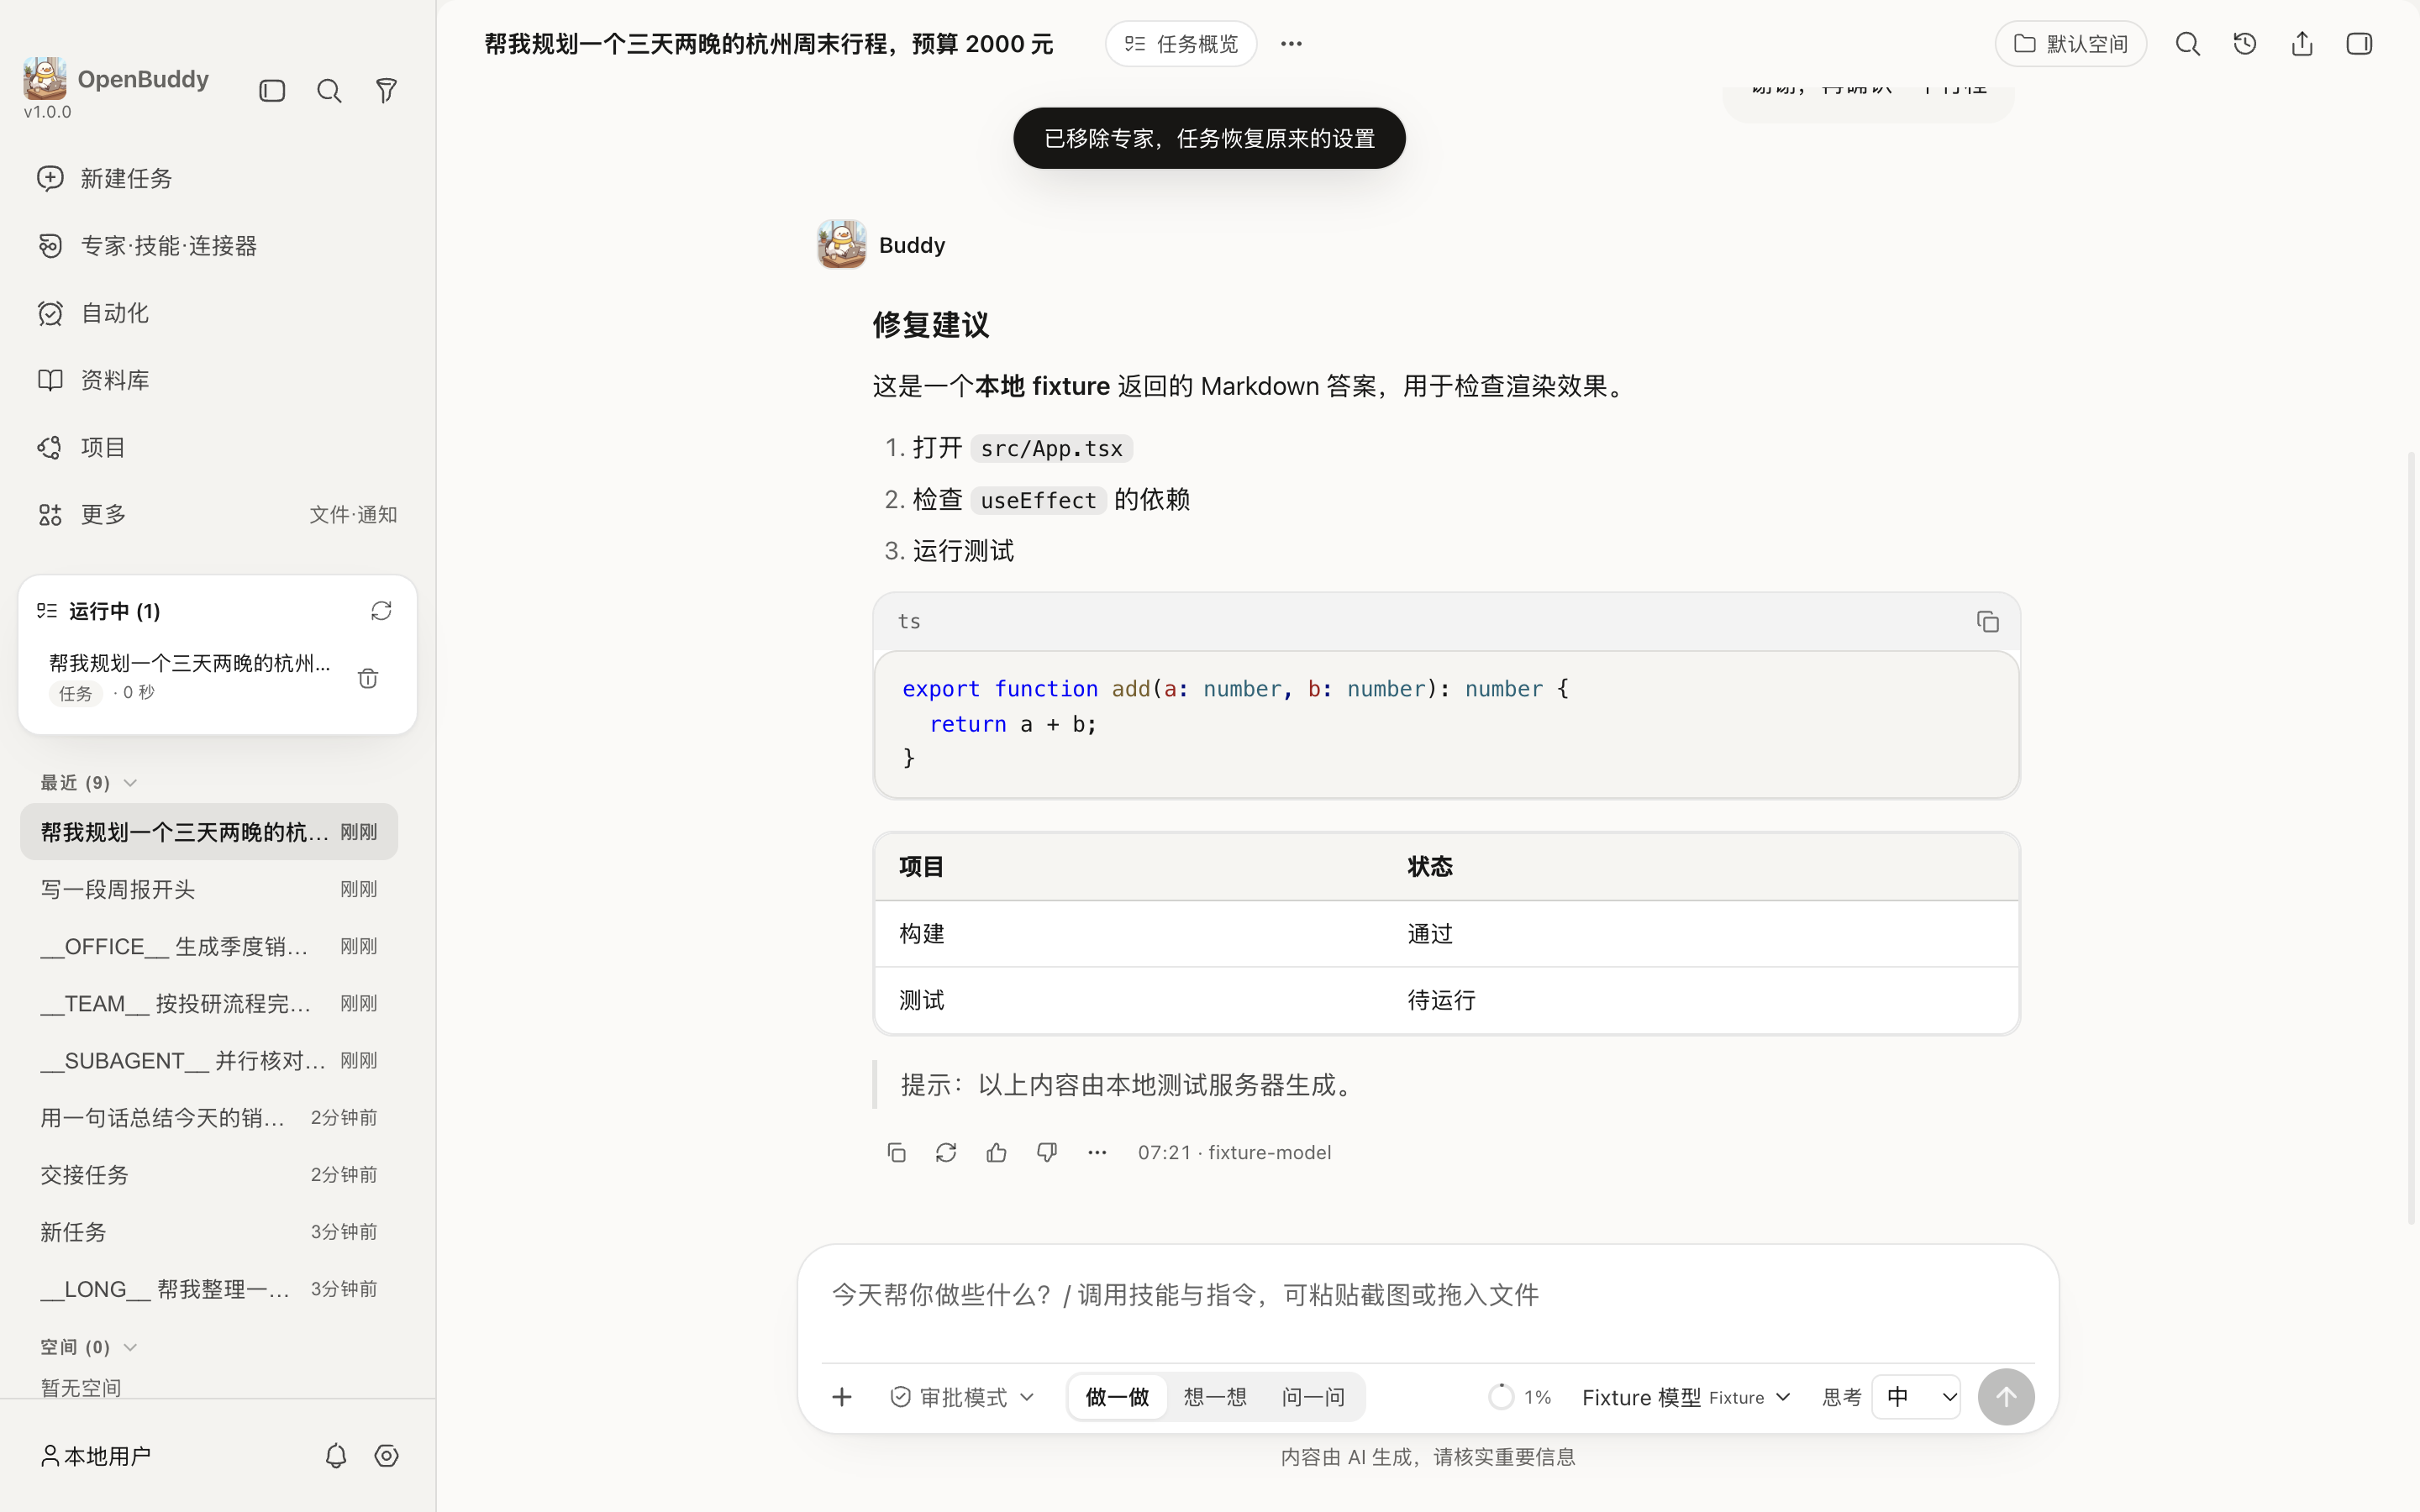 OpenBuddy
v1.0.0
新建任务
专家·技能·连接器
自动化
资料库
项目
更多 文件·通知
运行中 (1)
帮我规划一个三天两晚的杭州...
任务 · 0 秒
最近 (9)
帮我规划一个三天两晚的杭... 刚刚
写一段周报开头 刚刚
__OFFICE__ 生成季度销... 刚刚
__TEAM__ 按投研流程完... 刚刚
__SUBAGENT__ 并行核对... 刚刚
用一句话总结今天的销... 2分钟前
交接任务 2分钟前
新任务 3分钟前
__LONG__ 帮我整理一... 3分钟前
空间 (0)
暂无空间
本地用户
帮我规划一个三天两晚的杭州周末行程，预算 2000 元
任务概览
默认空间
已移除专家，任务恢复原来的设置
Buddy
修复建议
这是一个本地 fixture 返回的 Markdown 答案，用于检查渲染效果。
1. 打开 src/App.tsx
2. 检查 useEffect 的依赖
3. 运行测试
ts
export function add(a: number, b: number): number {
  return a + b;
}
项目 状态
构建 通过
测试 待运行
提示：以上内容由本地测试服务器生成。
07:21 · fixture-model
今天帮你做些什么？/ 调用技能与指令，可粘贴截图或拖入文件
审批模式 做一做 想一想 问一问 1% Fixture 模型 Fixture 思考 中
内容由 AI 生成，请核实重要信息